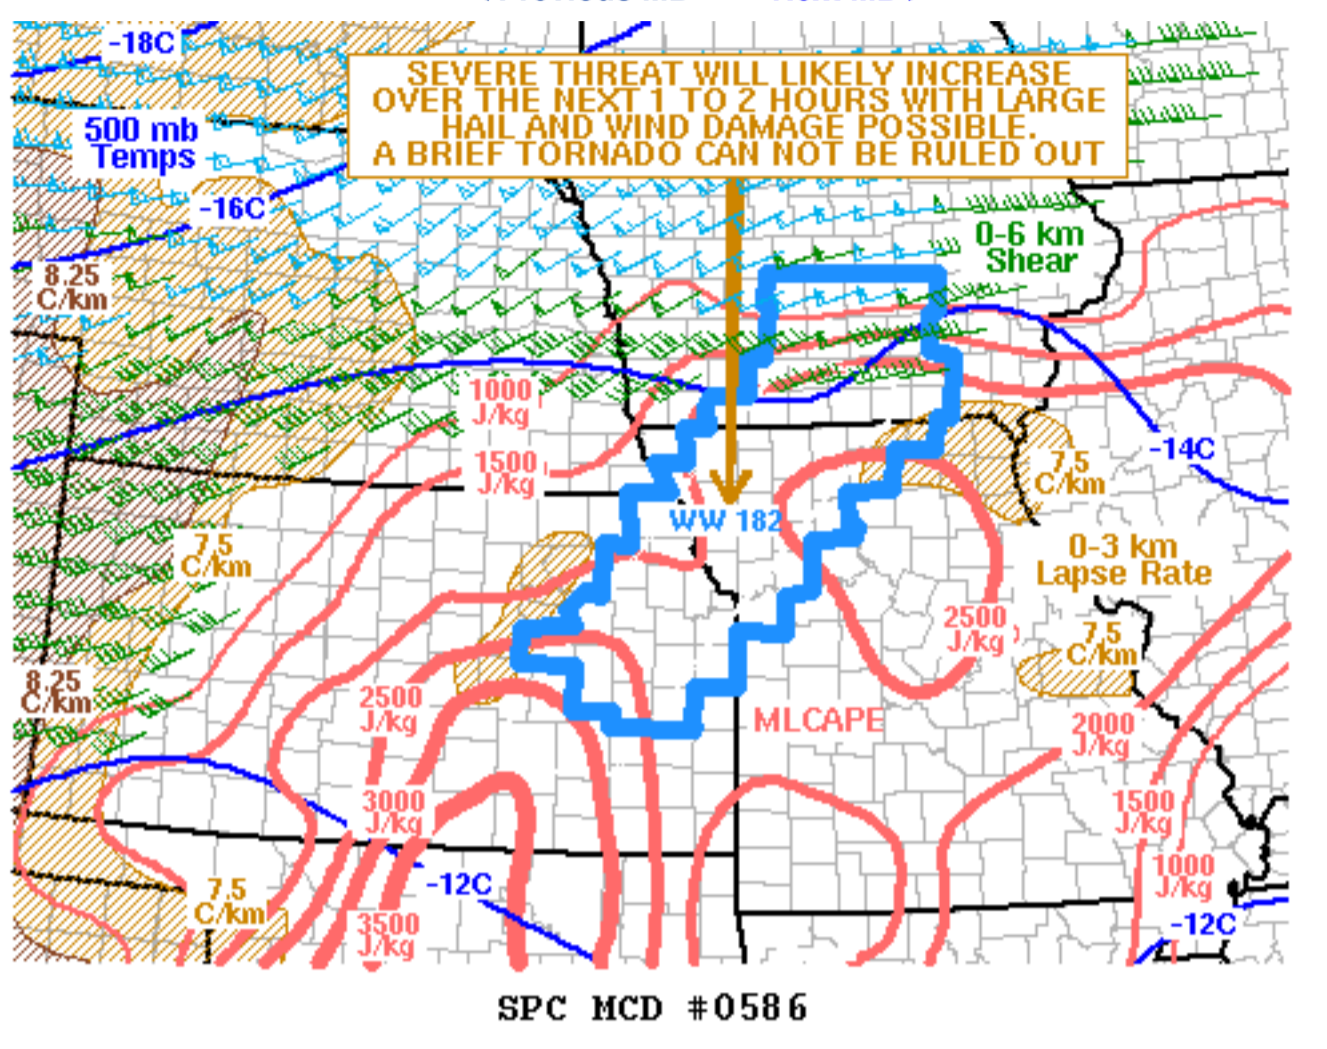 -18C
SEVERE THREAT WILL LIKELY INCREASE
OVER THE NEXT 1 TO 2 HOURS WITH LARGE
HAIL AND WIND DAMAGE POSSIBLE.
A BRIEF TORNADO CAN NOT BE RULED OUT
500 mb
Temps
-16C
0-6 km
Shear
8.25
C/km
1000
J/kg
1500
J/kg
-14C
7.5
C/km
WW 182
7.5
C/km
0-3 km
Lapse Rate
2500
J/kg
7.5
C/km
8.25
C/km
2500
J/kg
MLCAPE
2000
J/kg
3000
J/kg
1500
J/kg
1000
J/kg
-12C
7.5
C/km
3500
J/kg
-12C
SPC MCD #0586